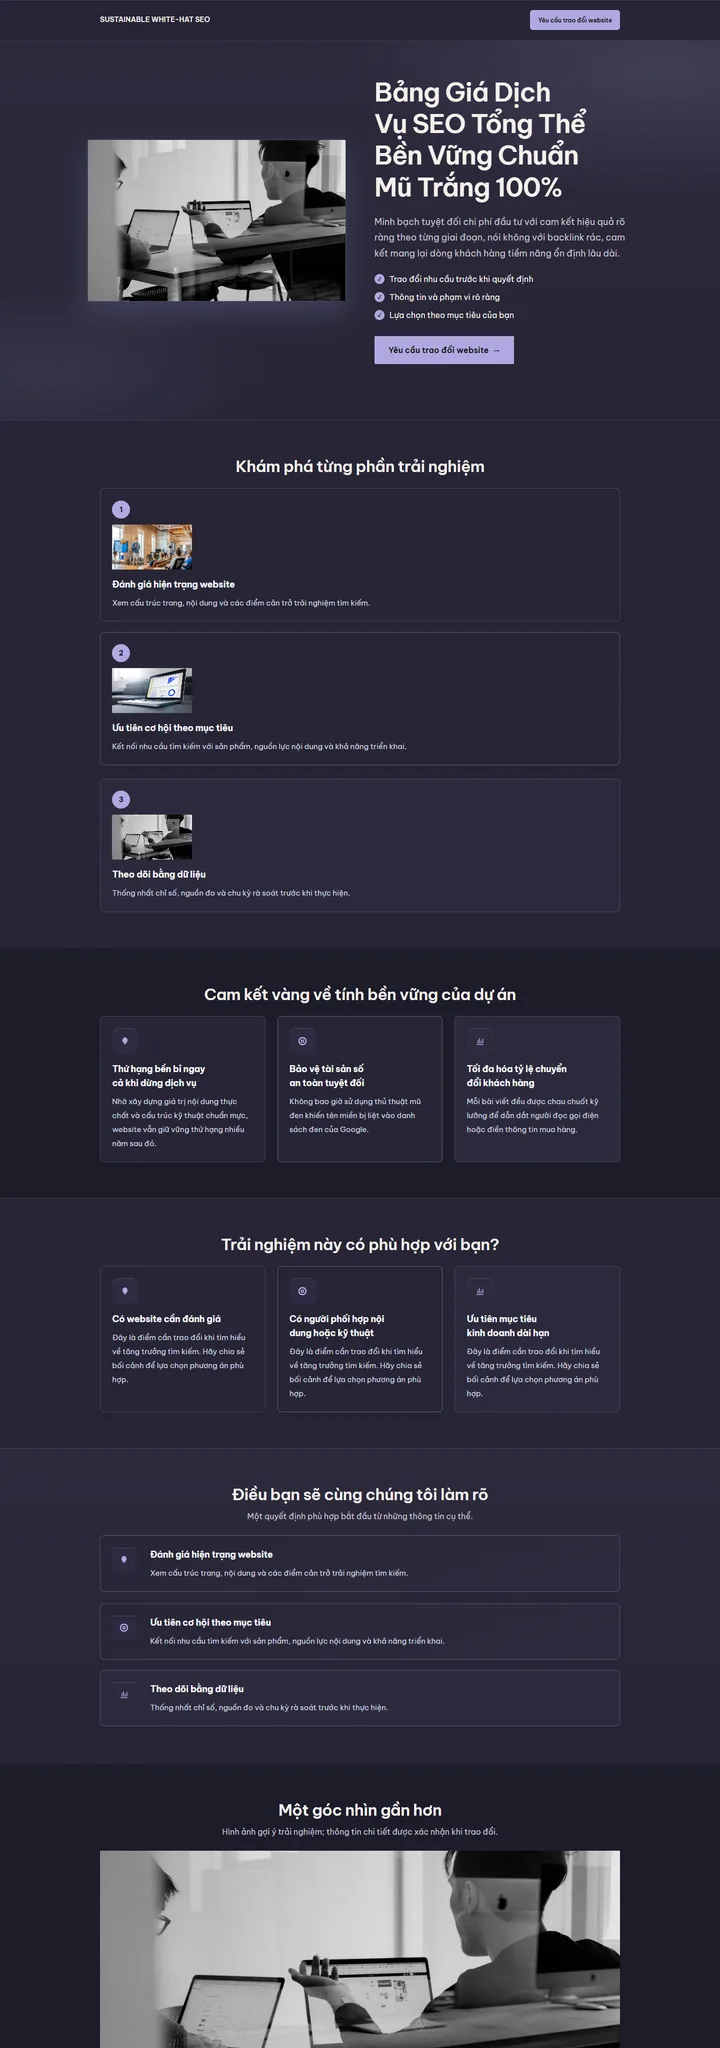 SUSTAINABLE WHITE-HAT SEO
Yêu cầu trao đổi website
Bảng Giá Dịch
Vụ SEO Tổng Thể
Bền Vững Chuẩn
Mũ Trắng 100%
Minh bạch tuyệt đối chi phí đầu tư với cam kết hiệu quả rõ
ràng theo từng giai đoạn, nói không với backlink rác, cam
kết mang lại dòng khách hàng tiềm năng ổn định lâu dài.
Trao đổi nhu cầu trước khi quyết định
Thông tin và phạm vi rõ ràng
Lựa chọn theo mục tiêu của bạn
Yêu cầu trao đổi website →
Khám phá từng phần trải nghiệm
1
Đánh giá hiện trạng website
Xem cấu trúc trang, nội dung và các điểm cản trở trải nghiệm tìm kiếm.
2
Ưu tiên cơ hội theo mục tiêu
Kết nối nhu cầu tìm kiếm với sản phẩm, nguồn lực nội dung và khả năng triển khai.
3
Theo dõi bằng dữ liệu
Thống nhất chỉ số, nguồn đo và chu kỳ rà soát trước khi thực hiện.
Cam kết vàng về tính bền vững của dự án
Thứ hạng bền bỉ ngay
cả khi dừng dịch vụ
Nhờ xây dựng giá trị nội dung thực
chất và cấu trúc kỹ thuật chuẩn mực,
website vẫn giữ vững thứ hạng nhiều
năm sau đó.
Bảo vệ tài sản số
an toàn tuyệt đối
Không bao giờ sử dụng thủ thuật mũ
đen khiến tên miền bị liệt vào danh
sách đen của Google.
Tối đa hóa tỷ lệ chuyển
đổi khách hàng
Mỗi bài viết đều được chau chuốt kỹ
lưỡng để dẫn dắt người đọc gọi điện
hoặc điền thông tin mua hàng.
Trải nghiệm này có phù hợp với bạn?
Có website cần đánh giá
Đây là điểm cần trao đổi khi tìm hiểu
về tăng trưởng tìm kiếm. Hãy chia sẻ
bối cảnh để lựa chọn phương án phù
hợp.
Có người phối hợp nội
dung hoặc kỹ thuật
Đây là điểm cần trao đổi khi tìm hiểu
về tăng trưởng tìm kiếm. Hãy chia sẻ
bối cảnh để lựa chọn phương án phù
hợp.
Ưu tiên mục tiêu
kinh doanh dài hạn
Đây là điểm cần trao đổi khi tìm hiểu
về tăng trưởng tìm kiếm. Hãy chia sẻ
bối cảnh để lựa chọn phương án phù
hợp.
Điều bạn sẽ cùng chúng tôi làm rõ
Một quyết định phù hợp bắt đầu từ những thông tin cụ thể.
Đánh giá hiện trạng website
Xem cấu trúc trang, nội dung và các điểm cản trở trải nghiệm tìm kiếm.
Ưu tiên cơ hội theo mục tiêu
Kết nối nhu cầu tìm kiếm với sản phẩm, nguồn lực nội dung và khả năng triển khai.
Theo dõi bằng dữ liệu
Thống nhất chỉ số, nguồn đo và chu kỳ rà soát trước khi thực hiện.
Một góc nhìn gần hơn
Hình ảnh gợi ý trải nghiệm; thông tin chi tiết được xác nhận khi trao đổi.